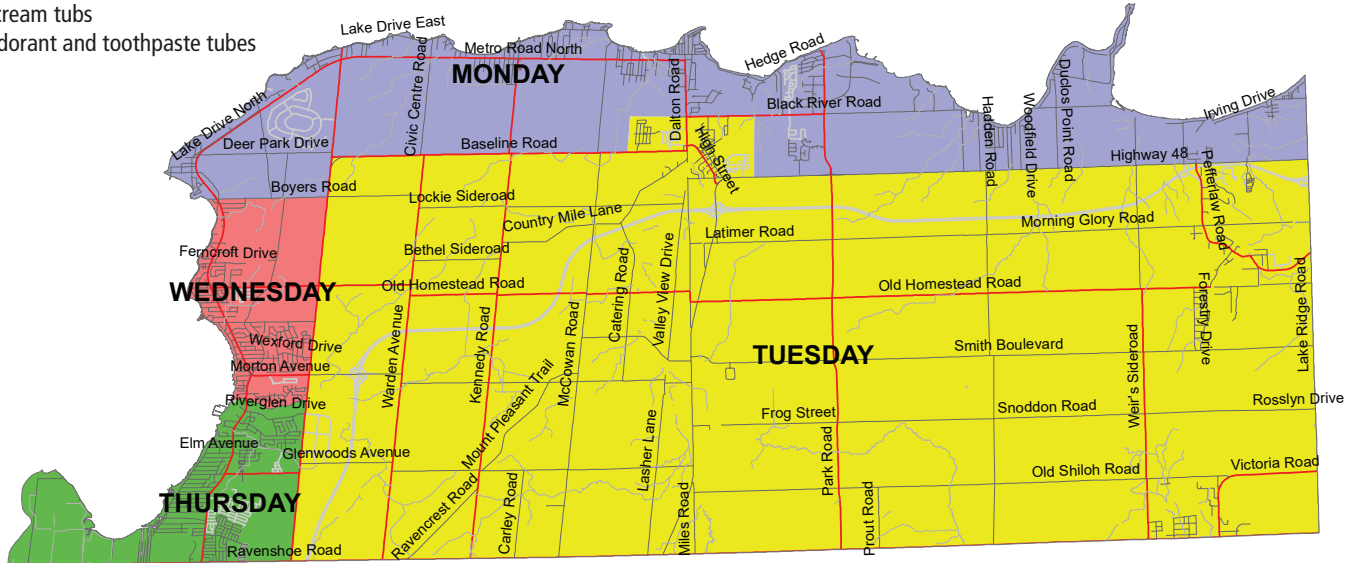 cream tubs
dorant and toothpaste tubes
Lake Drive East
Metro Road North
MONDAY
Civic Centre Road
Hedge Road
Dalton Road
Black River Road
Duclos Point Road
Irving Drive
Lake Drive North
Deer Park Drive
Baseline Road
High Street
Hadden Road
Woodfield Drive
Highway 48
Pefferlaw Road
Boyers Road
Lockie Sideroad
Country Mile Lane
Latimer Road
Morning Glory Road
Ferncroft Drive
Bethel Sideroad
Catering Road
Valley View Drive
WEDNESDAY
Old Homestead Road
Old Homestead Road
Forestry Drive
Lake Ridge Road
Wexford Drive
Warden Avenue
Kennedy Road
McCowan Road
TUESDAY
Smith Boulevard
Weir's Sideroad
Morton Avenue
Mount Pleasant Trail
Riverglen Drive
Frog Street
Snoddon Road
Rosslyn Drive
Elm Avenue
Glenwoods Avenue
Lasher Lane
Park Road
Old Shiloh Road
Victoria Road
THURSDAY
Ravencrest Road
Carley Road
Miles Road
Prout Road
Ravenshoe Road